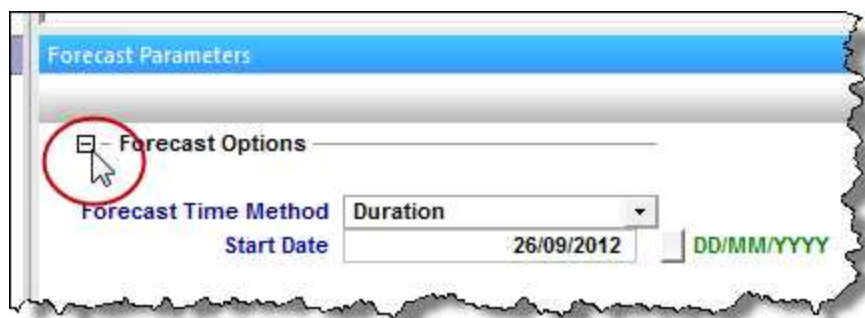 Forecast Parameters
Forecast Options
Forecast Time Method Duration
Start Date 26/09/2012 DD/MM/YYYY